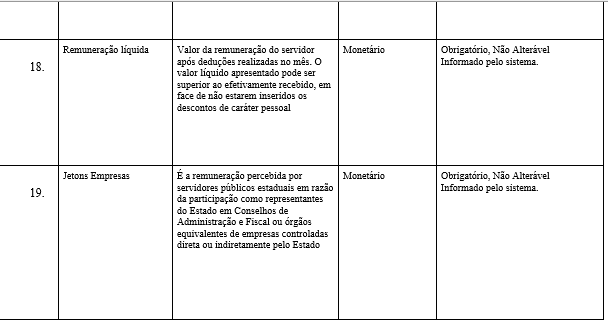 18.
Remuneração líquida
Valor da remuneração do servidor
após deduções realizadas no mês. O
valor líquido apresentado pode ser
superior ao efetivamente recebido, em
face de não estarem inseridos os
descontos de caráter pessoal
Monetário
Obrigatório, Não Alterável
Informado pelo sistema.
19.
Jetons Empresas
É a remuneração percebida por
servidores públicos estaduais em razão
da participação como representantes
do Estado em Conselhos de
Administração e Fiscal ou órgãos
equivalentes de empresas controladas
direta ou indiretamente pelo Estado
Monetário
Obrigatório, Não Alterável
Informado pelo sistema.